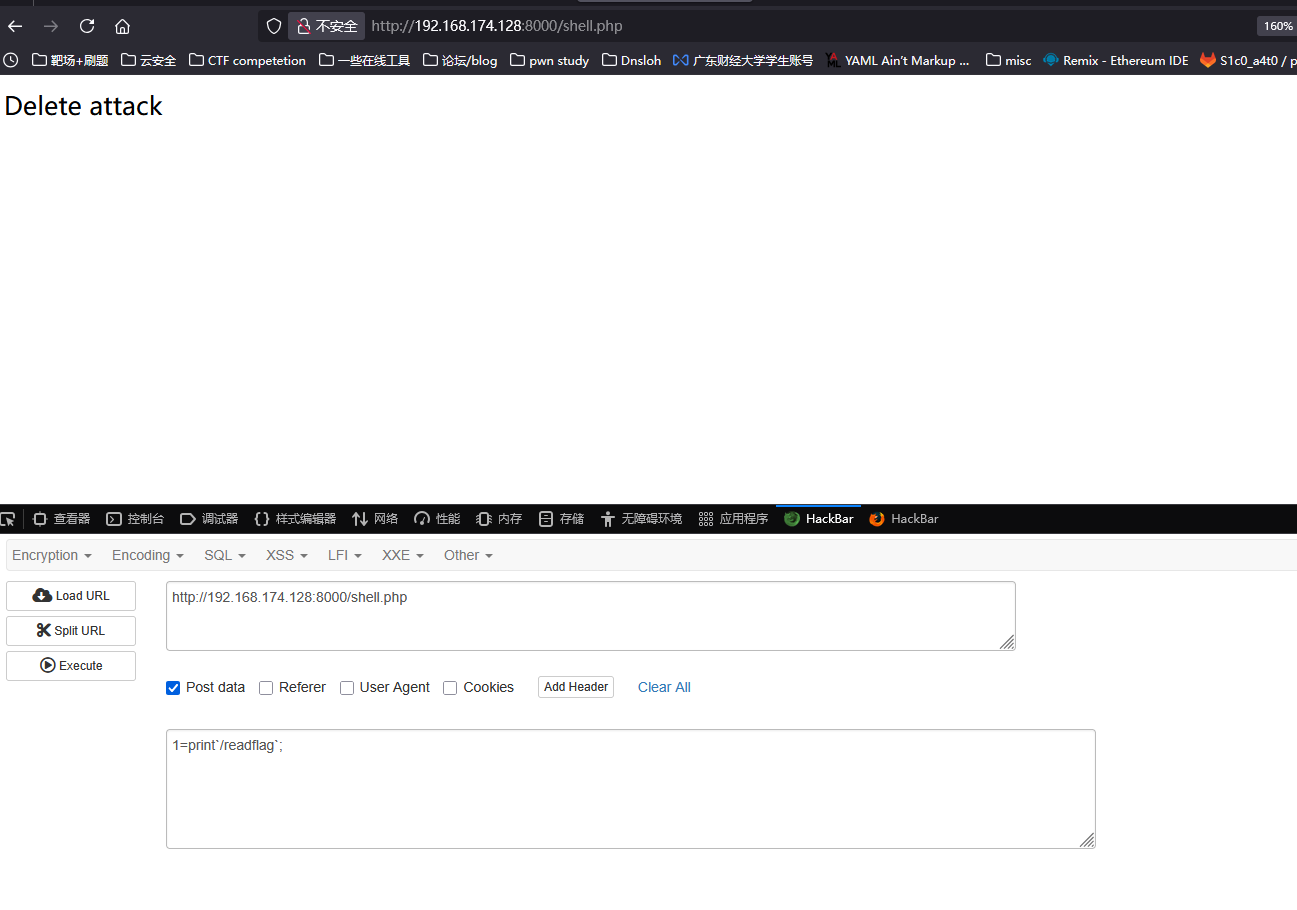 不安全 http://192.168.174.128:8000/shell.php 160%
靶场+刷题 云安全 CTF competetion 一些在线工具 论坛/blog pwn study Dnsloh 广东财经大学学生账号 YAML Ain't Markup ... misc Remix - Ethereum IDE S1c0_a4t0 / p
Delete attack
查看器 控制台 调试器 样式编辑器 网络 性能 内存 存储 无障碍环境 应用程序 HackBar HackBar
Encryption Encoding SQL XSS LFI XXE Other
Load URL http://192.168.174.128:8000/shell.php
Split URL
Execute
Post data Referer User Agent Cookies Add Header Clear All
1=print`/readflag`;